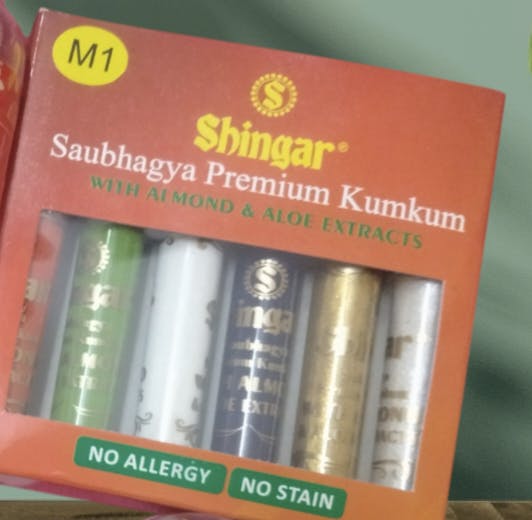 M1
S
Shingar®
Saubhagya Premium Kumkum
WITH ALMOND & ALOE EXTRACTS
S
NO ALLERGY
NO STAIN